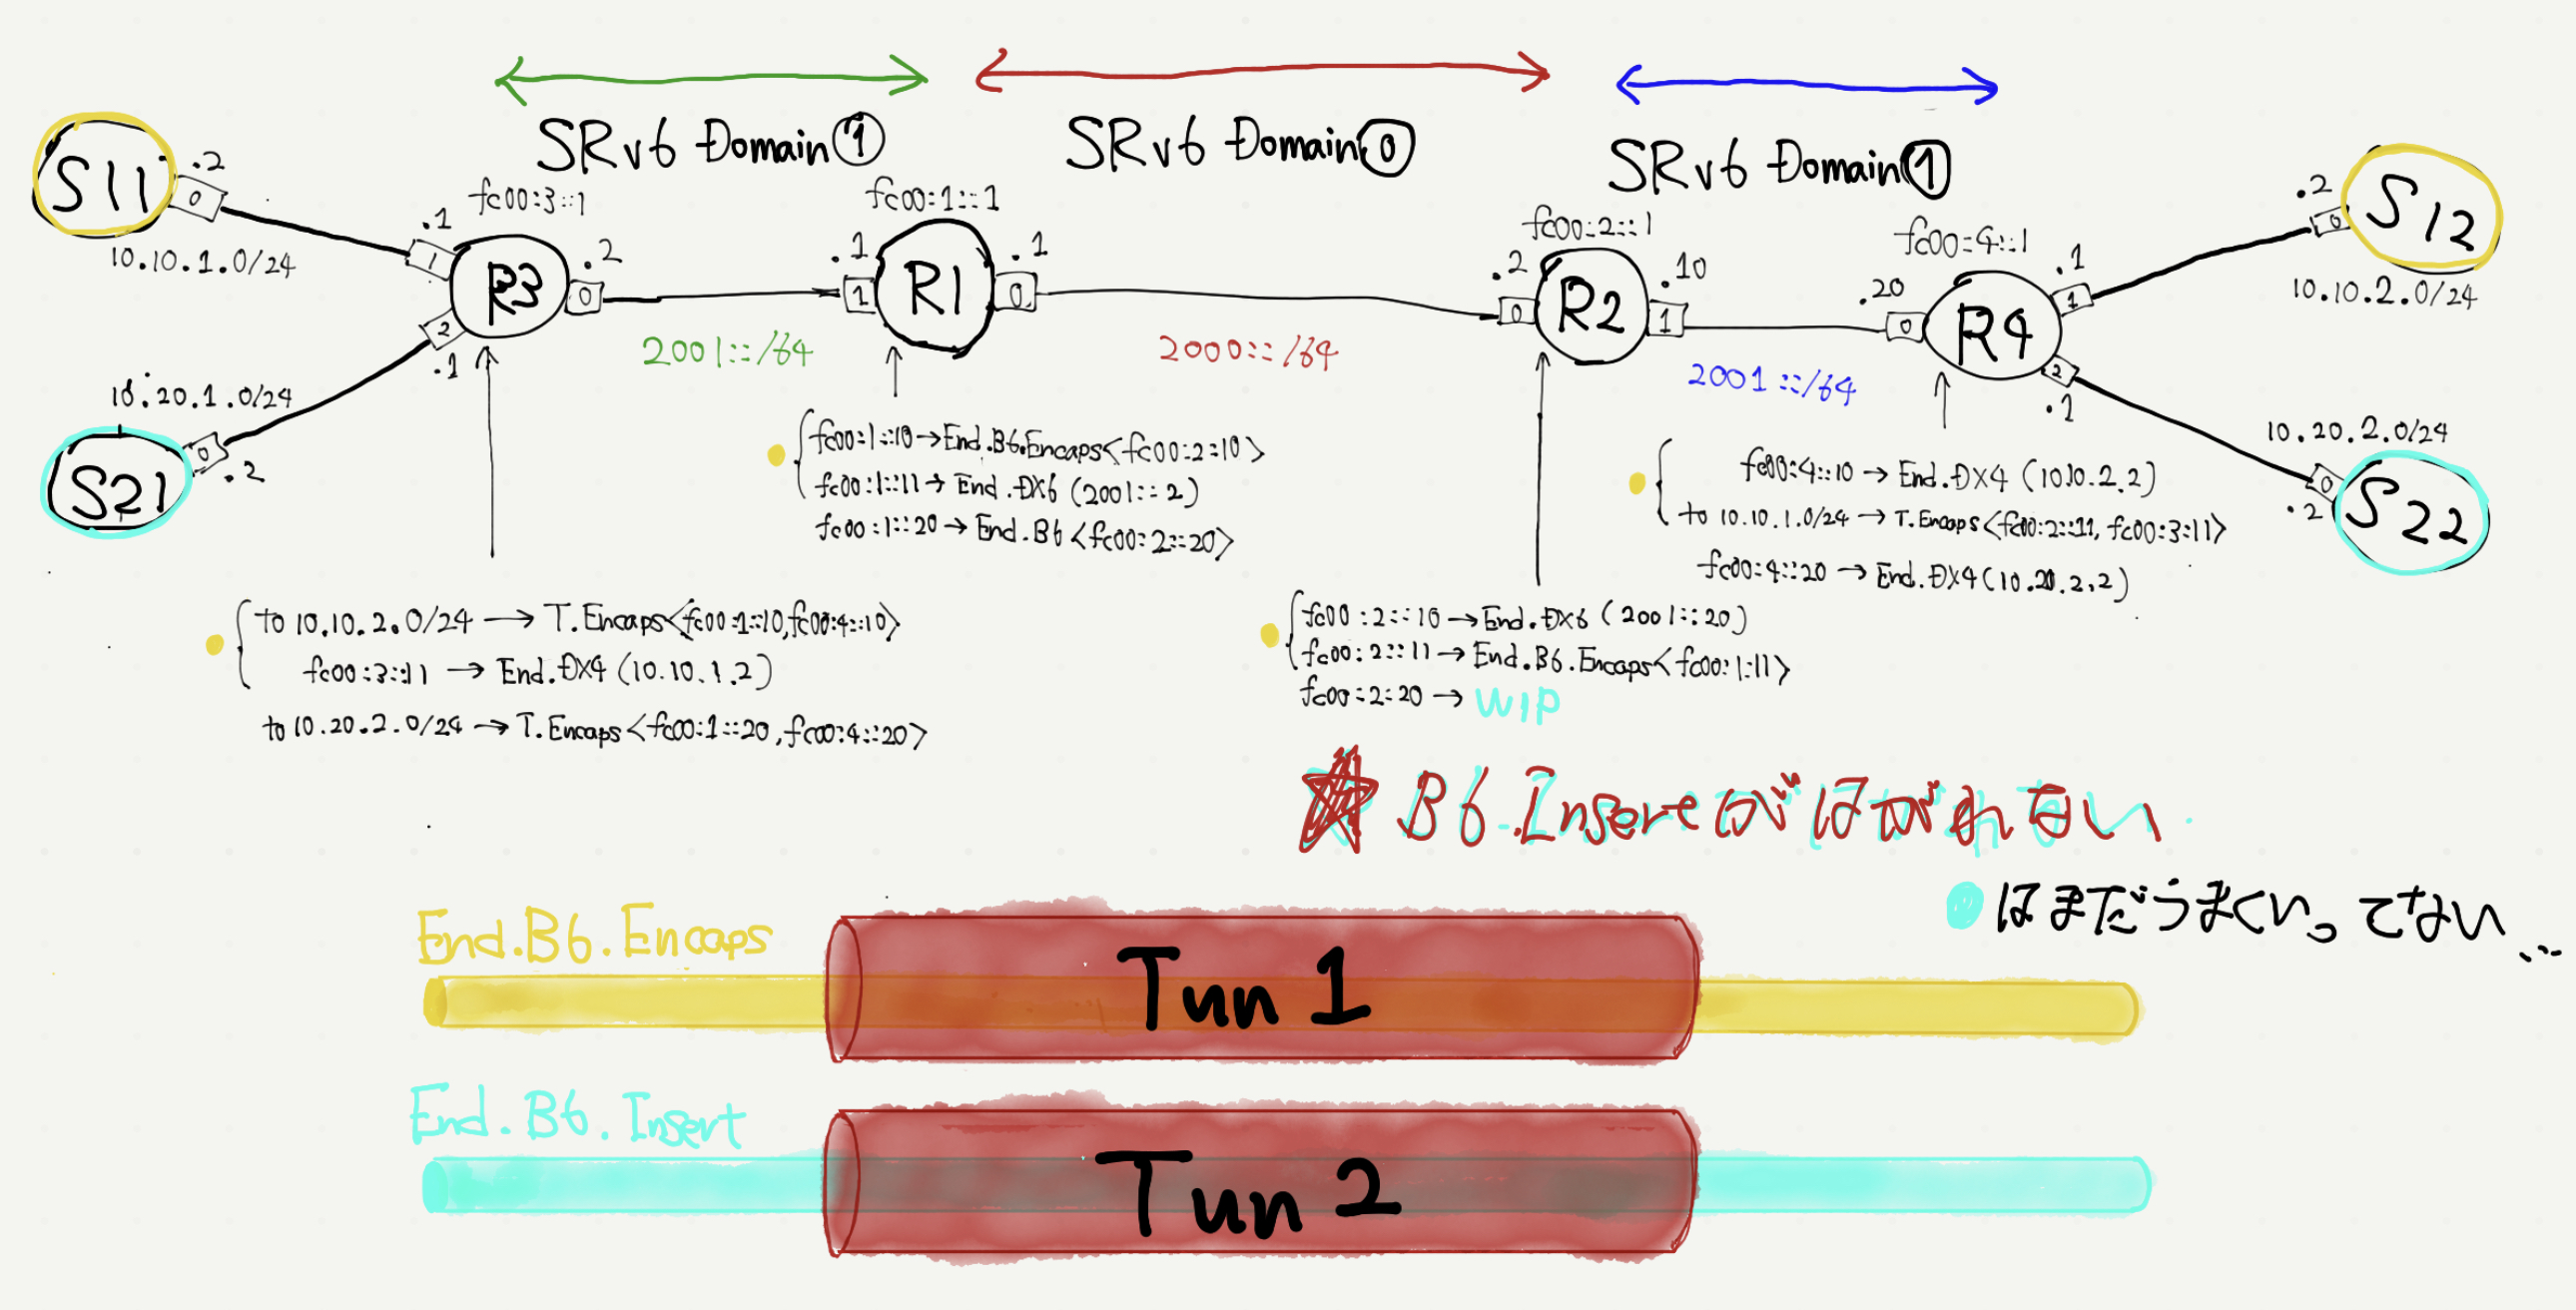 SRv6 Domain①
SRv6 Domain⓪
SRv6 Domain①
S11
.2
0
10.10.1.0/24
.1
1
fc00:3::1
R3
.2
0
2
.1
10.20.1.0/24
S21
0
.2
2001::/64
fc00:1::1
.1
1
R1
.1
0
2000::/64
fc00:2::1
.2
0
R2
.10
1
2001::/64
fc00:4::1
.20
0
R4
.1
1
2
.1
.2
0
S12
10.10.2.0/24
10.20.2.0/24
0
.2
S22
fc00:1::10→End.B6.Encaps<fc00:2::10>
fc00:1::11→End.DX6 (2001::2)
fc00:1::20→End.B6<fc00:2::20>
fc00:4::10→End.DX4 (10.10.2.2)
to 10.10.1.0/24→T.Encaps<fc00:2::11, fc00:3:11>
fc00:4::20→End.DX4(10.20.2.2)
to 10.10.2.0/24→T.Encaps<fc00:1::10,fc00:4::10>
fc00:3::11→End.DX4 (10.10.1.2)
to 10.20.2.0/24→T.Encaps<fc00:1::20,fc00:4::20>
fc00:2::10→End.DX6 (2001::20)
fc00:2::11→End.B6.Encaps<fc00:1:11>
fc00:2:20→WIP
★ B6.Insertがはがれない
●はまだうまくいってない...
End.B6.Encaps
Tun 1
End.B6.Insert
Tun 2